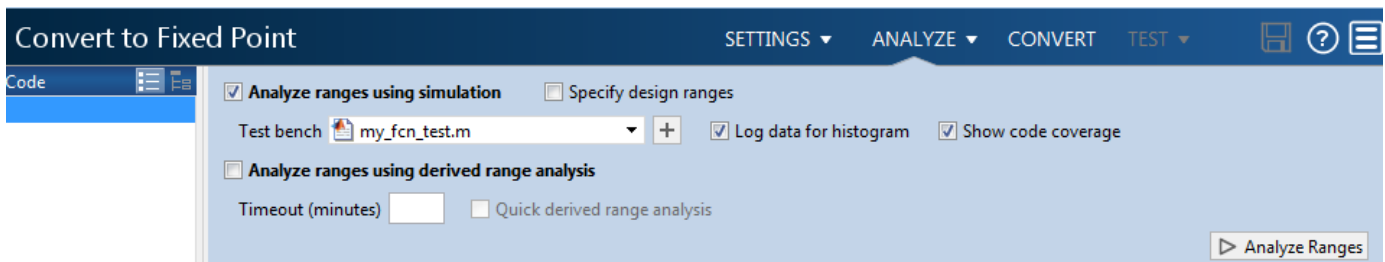 Convert to Fixed Point SETTINGS ANALYZE CONVERT TEST
Code
Analyze ranges using simulation Specify design ranges
Test bench my_fcn_test.m Log data for histogram Show code coverage
Analyze ranges using derived range analysis
Timeout (minutes) Quick derived range analysis
Analyze Ranges